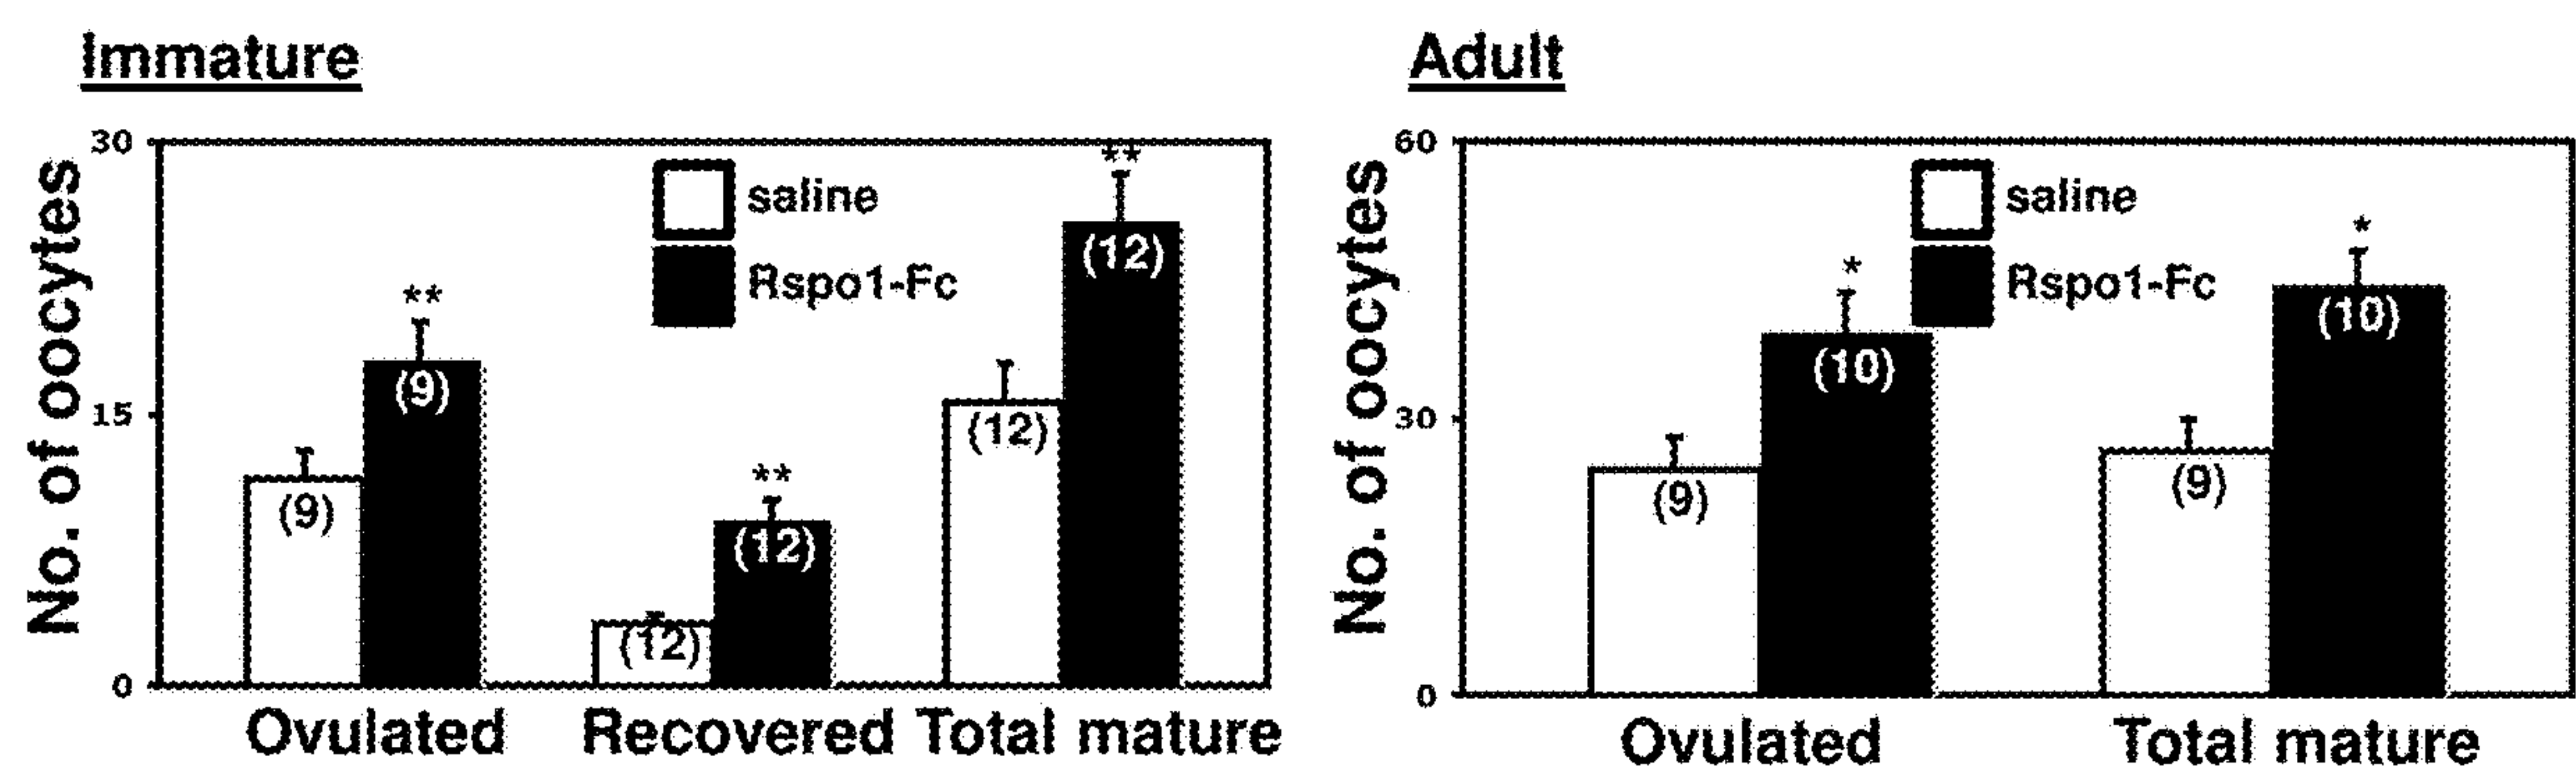 Immature
No. of oocytes
30
15
0
saline
Rspo1-Fc
**
(9)
(9)
**
(12)
(12)
**
(12)
(12)
Ovulated Recovered Total mature
Adult
No. of oocytes
60
30
0
saline
Rspo1-Fc
*
(9)
(10)
*
(9)
(10)
Ovulated Total mature